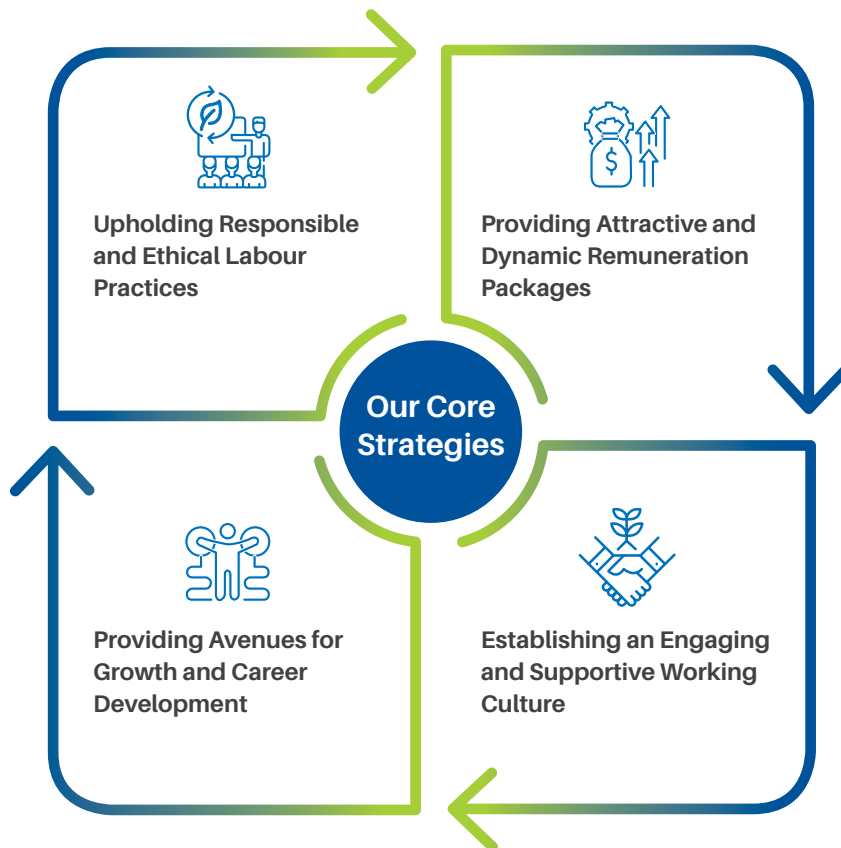 Upholding Responsible
and Ethical Labour
Practices
$
Providing Attractive and
Dynamic Remuneration
Packages
Our Core
Strategies
Providing Avenues for
Growth and Career
Development
Establishing an Engaging
and Supportive Working
Culture